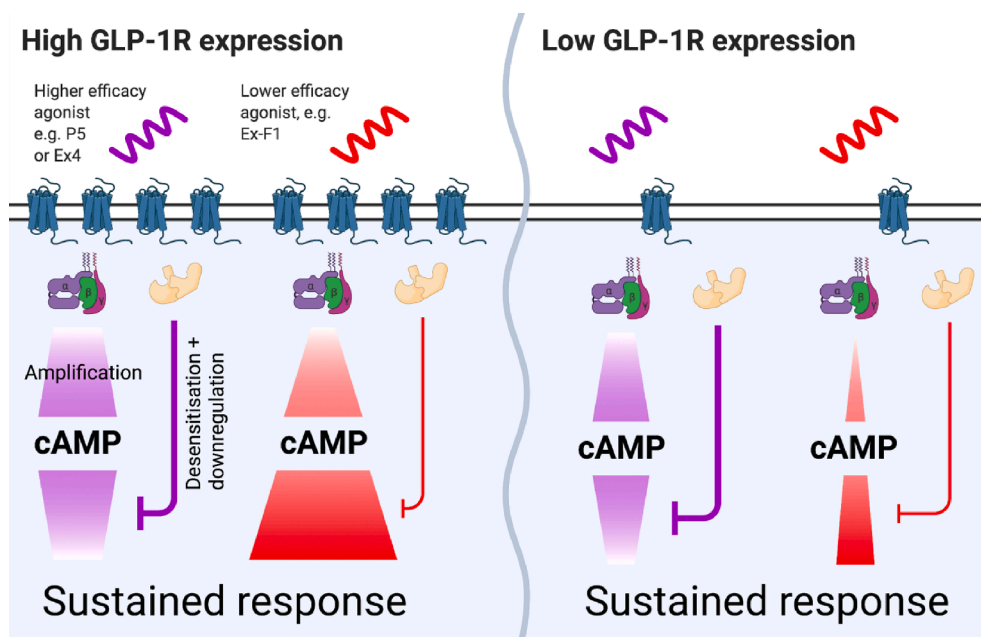 High GLP-1R expression
Low GLP-1R expression
Higher efficacy
agonist
e.g. P5
or Ex4
Lower efficacy
agonist, e.g.
Ex-F1
α
β
γ
α
β
γ
α
β
γ
α
β
γ
Amplification
Desensitisation +
downregulation
cAMP
cAMP
cAMP
cAMP
Sustained response
Sustained response